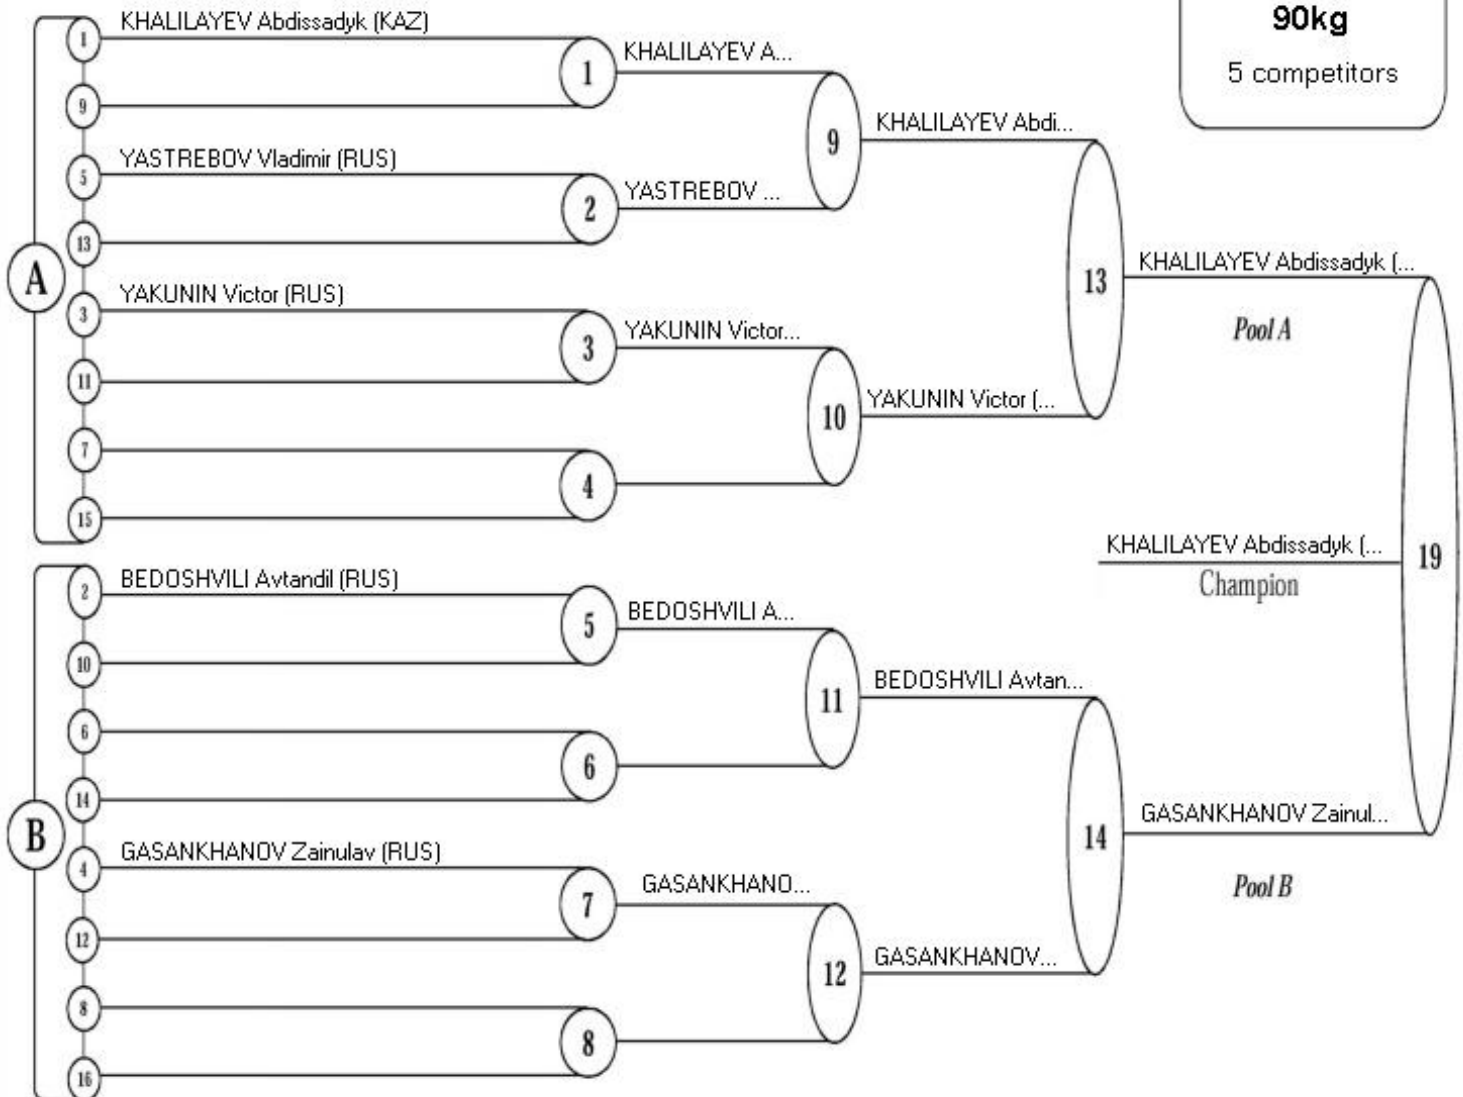 90kg
5 competitors
KHALILAYEV Abdissadyk (KAZ)
1
9
YASTREBOV Vladimir (RUS)
5
13
YAKUNIN Victor (RUS)
3
11
7
15
A
1
2
3
4
KHALILAYEV A...
YASTREBOV ...
YAKUNIN Victor...
9
10
KHALILAYEV Abdi...
YAKUNIN Victor (...
13
KHALILAYEV Abdissadyk (...
Pool A
KHALILAYEV Abdissadyk (...
Champion
19
BEDOSHVILI Avtandil (RUS)
2
10
6
14
GASANKHANOV Zainulav (RUS)
4
12
8
16
B
5
6
7
8
BEDOSHVILI A...
GASANKHANO...
11
12
BEDOSHVILI Avtan...
GASANKHANOV...
14
GASANKHANOV Zainul...
Pool B